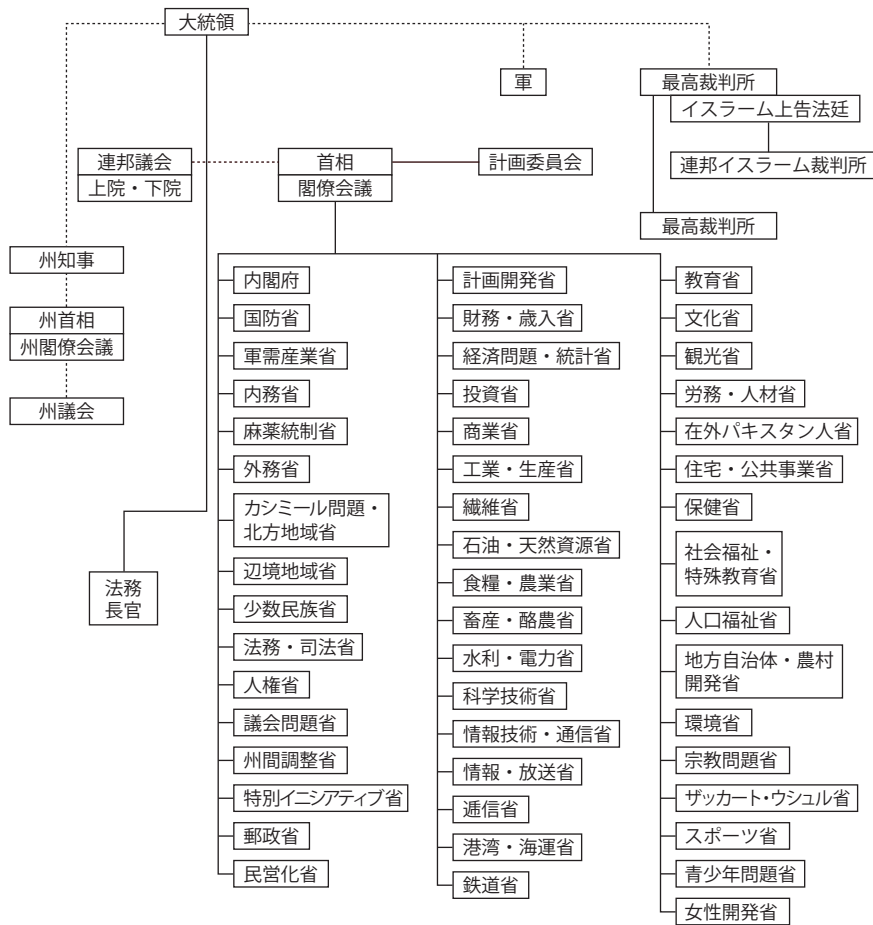 大統領
軍
最高裁判所
イスラーム上告法廷
連邦イスラーム裁判所
最高裁判所
連邦議会
上院・下院
首相
閣僚会議
計画委員会
州知事
州首相
州閣僚会議
州議会
法務
長官
内閣府
国防省
軍需産業省
内務省
麻薬統制省
外務省
カシミール問題・
北方地域省
辺境地域省
少数民族省
法務・司法省
人権省
議会問題省
州間調整省
特別イニシアティブ省
郵政省
民営化省
計画開発省
財務・歳入省
経済問題・統計省
投資省
商業省
工業・生産省
繊維省
石油・天然資源省
食糧・農業省
畜産・酪農省
水利・電力省
科学技術省
情報技術・通信省
情報・放送省
逓信省
港湾・海運省
鉄道省
教育省
文化省
観光省
労務・人材省
在外パキスタン人省
住宅・公共事業省
保健省
社会福祉・
特殊教育省
人口福祉省
地方自治体・農村
開発省
環境省
宗教問題省
ザッカート・ウシュル省
スポーツ省
青少年問題省
女性開発省